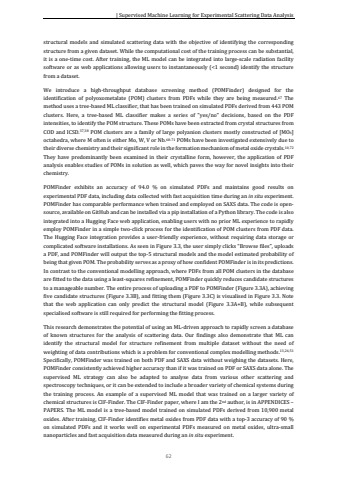 | Supervised Machine Learning for Experimental Scattering Data Analysis
structural models and simulated scattering data with the objective of identifying the corresponding
structure from a given dataset. While the computational cost of the training process can be substantial,
it is a one-time cost. After training, the ML model can be integrated into large-scale radiation facility
software or as web applications allowing users to instantaneously (<1 second) identify the structure
from a dataset.
We introduce a high-throughput database screening method (POMFinder) designed for the
identification of polyoxometalate (POM) clusters from PDFs while they are being measured.
The
method uses a tree-based ML classifier, that has been trained on simulated PDFs derived from 443 POM
clusters. Here, a tree-based ML classifier makes a series of "yes/no" decisions, based on the PDF
intensities, to identify the POM structure. These POMs have been extracted from crystal structures from
COD and ICSD. POM clusters are a family of large polyanion clusters mostly constructed of [MO₆]
octahedra, where M often is either Mo, W, V or Nb. POMs have been investigated extensively due to
their diverse chemistry and their significant role in the formation mechanism of metal oxide crystals.
They have predominantly been examined in their crystalline form, however, the application of PDF
analysis enables studies of POMs in solution as well, which paves the way for novel insights into their
chemistry.
POMFinder exhibits an accuracy of 94.0 % on simulated PDFs and maintains good results on
experimental PDF data, including data collected with fast acquisition time during an in situ experiment.
POMFinder has comparable performance when trained and employed on SAXS data. The code is open-
source, available on GitHub and can be installed via a pip installation of a Python library. The code is also
integrated into a Hugging Face web application, enabling users with no prior ML experience to rapidly
employ POMFinder in a simple two-click process for the identification of POM clusters from PDF data.
The Hugging Face integration provides a user-friendly experience, without requiring data storage or
complicated software installations. As seen in Figure 3.3, the user simply clicks "Browse files", uploads
a PDF, and POMFinder will output the top-5 structural models and the model estimated probability of
being that given POM. The probability serves as a proxy of how confident POMFinder is in its predictions.
In contrast to the conventional modelling approach, where PDFs from all POM clusters in the database
are fitted to the data using a least-squares refinement, POMFinder quickly reduces candidate structures
to a manageable number. The entire process of uploading a PDF to POMFinder (Figure 3.3A), achieving
five candidate structures (Figure 3.3B), and fitting them (Figure 3.3C) is visualised in Figure 3.3. Note
that the web application can only predict the structural model (Figure 3.3A+B), while subsequent
specialised software is still required for performing the fitting process.
This research demonstrates the potential of using an ML-driven approach to rapidly screen a database
of known structures for the analysis of scattering data. Our findings also demonstrate that ML can
identify the structural model for structure refinement from multiple dataset without the need of
weighting of data contributions which is a problem for conventional complex modelling methods.
Specifically, POMFinder was trained on both PDF and SAXS data without weighing the datasets. Here,
POMFinder consistently achieved higher accuracy than if it was trained on PDF or SAXS data alone. The
supervised ML strategy can also be adapted to analyse data from various other scattering and
spectroscopy techniques, or it can be extended to include a broader variety of chemical systems during
the training process. An example of a supervised ML model that was trained on a larger variety of
chemical structures is CIF-Finder. The CIF-Finder paper, where I am the 2ⁿᵈ author, is in APPENDICES –
PAPERS. The ML model is a tree-based model trained on simulated PDFs derived from 10,900 metal
oxides. After training, CIF-Finder identifies metal oxides from PDF data with a top-3 accuracy of 90 %
on simulated PDFs and it works well on experimental PDFs measured on metal oxides, ultra-small
nanoparticles and fast acquisition data measured during an in situ experiment.